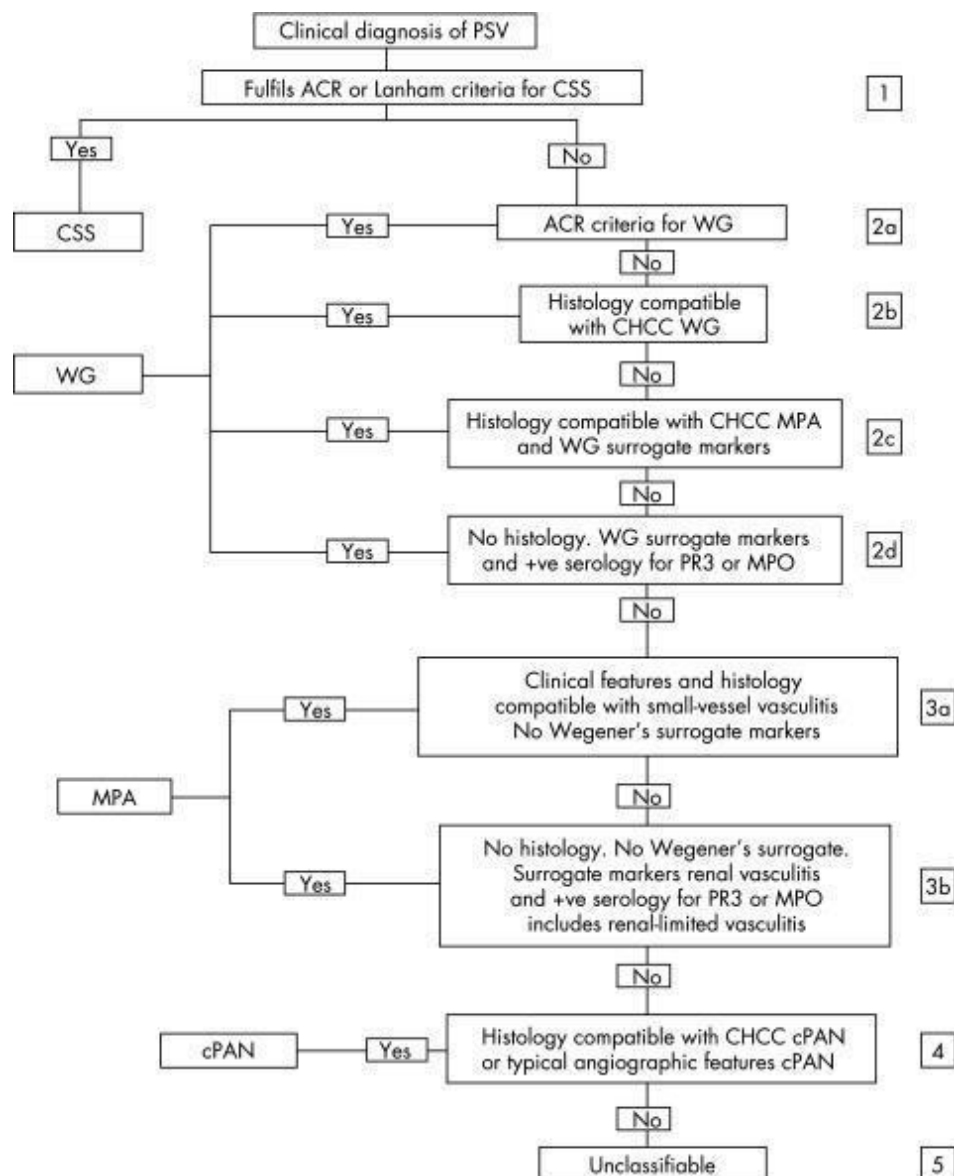 Clinical diagnosis of PSV
Fulfils ACR or Lanham criteria for CSS
1
Yes
No
CSS
Yes
ACR criteria for WG
2a
No
Yes
Histology compatible
with CHCC WG
2b
WG
No
Yes
Histology compatible with CHCC MPA
and WG surrogate markers
2c
No
Yes
No histology. WG surrogate markers
and +ve serology for PR3 or MPO
2d
No
Yes
Clinical features and histology
compatible with small-vessel vasculitis
No Wegener's surrogate markers
3a
MPA
No
Yes
No histology. No Wegener's surrogate.
Surrogate markers renal vasculitis
and +ve serology for PR3 or MPO
includes renal-limited vasculitis
3b
No
cPAN
Yes
Histology compatible with CHCC cPAN
or typical angiographic features cPAN
4
No
Unclassifiable
5